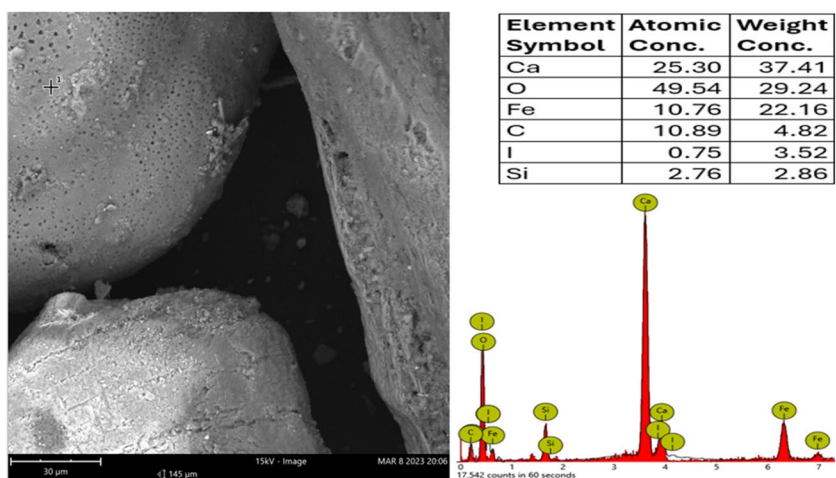 1
30 µm
145 µm
15kV - Image
MAR 8 2023 20:06
Element Symbol Atomic Conc. Weight Conc.
Ca 25.30 37.41
O 49.54 29.24
Fe 10.76 22.16
C 10.89 4.82
I 0.75 3.52
Si 2.76 2.86
Ca
I
O
I
Fe
C
Si
Si
Ca
I
I
Fe
Fe
0 1 2 3 4 5 6 7
17,542 counts in 60 seconds